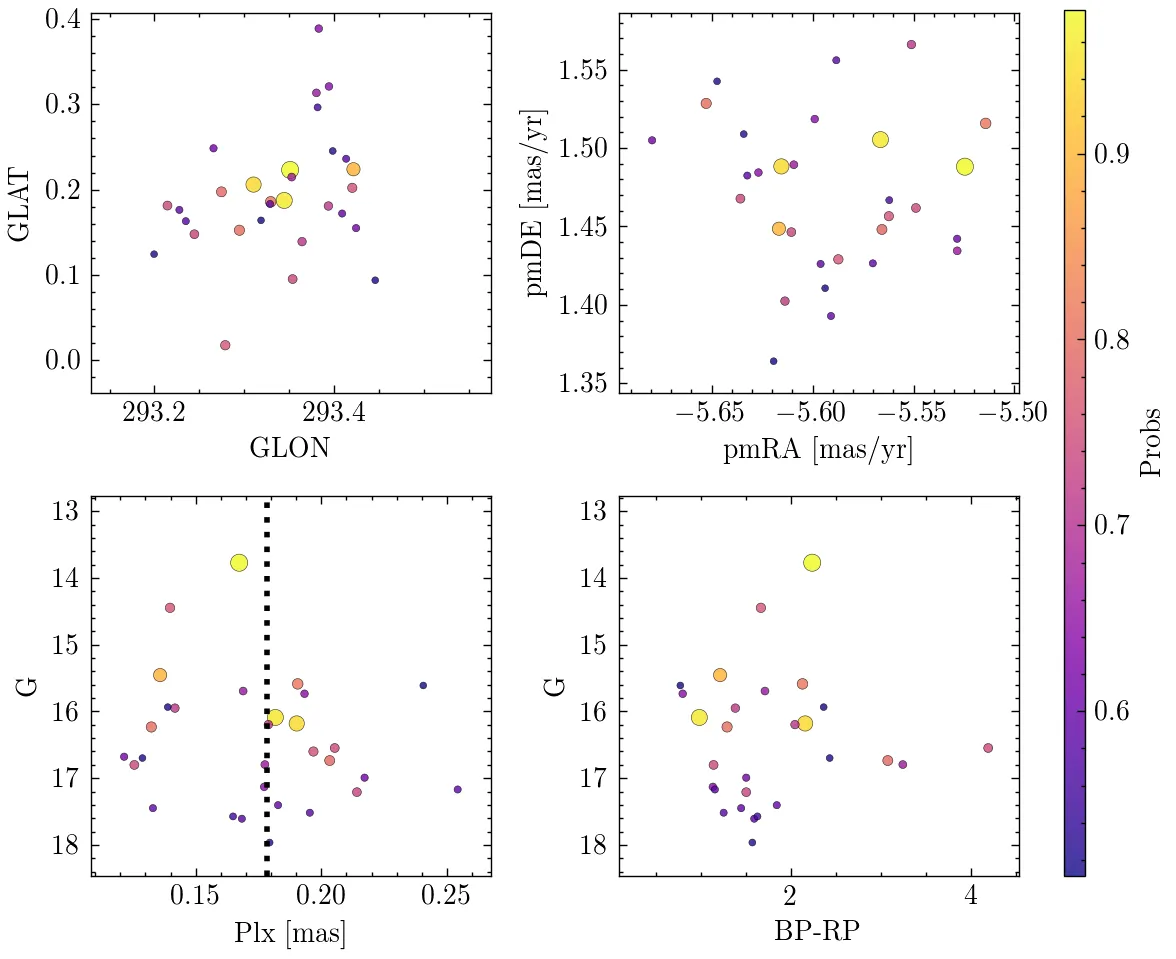 0.4
0.3
0.2
0.1
0.0
GLAT
293.2 293.4
GLON
1.55
1.50
1.45
1.40
1.35
pmDE [mas/yr]
−5.65 −5.60 −5.55 −5.50
pmRA [mas/yr]
13
14
15
16
17
18
G
0.15 0.20 0.25
Plx [mas]
13
14
15
16
17
18
G
2 4
BP-RP
0.9
0.8
0.7
0.6
Probs